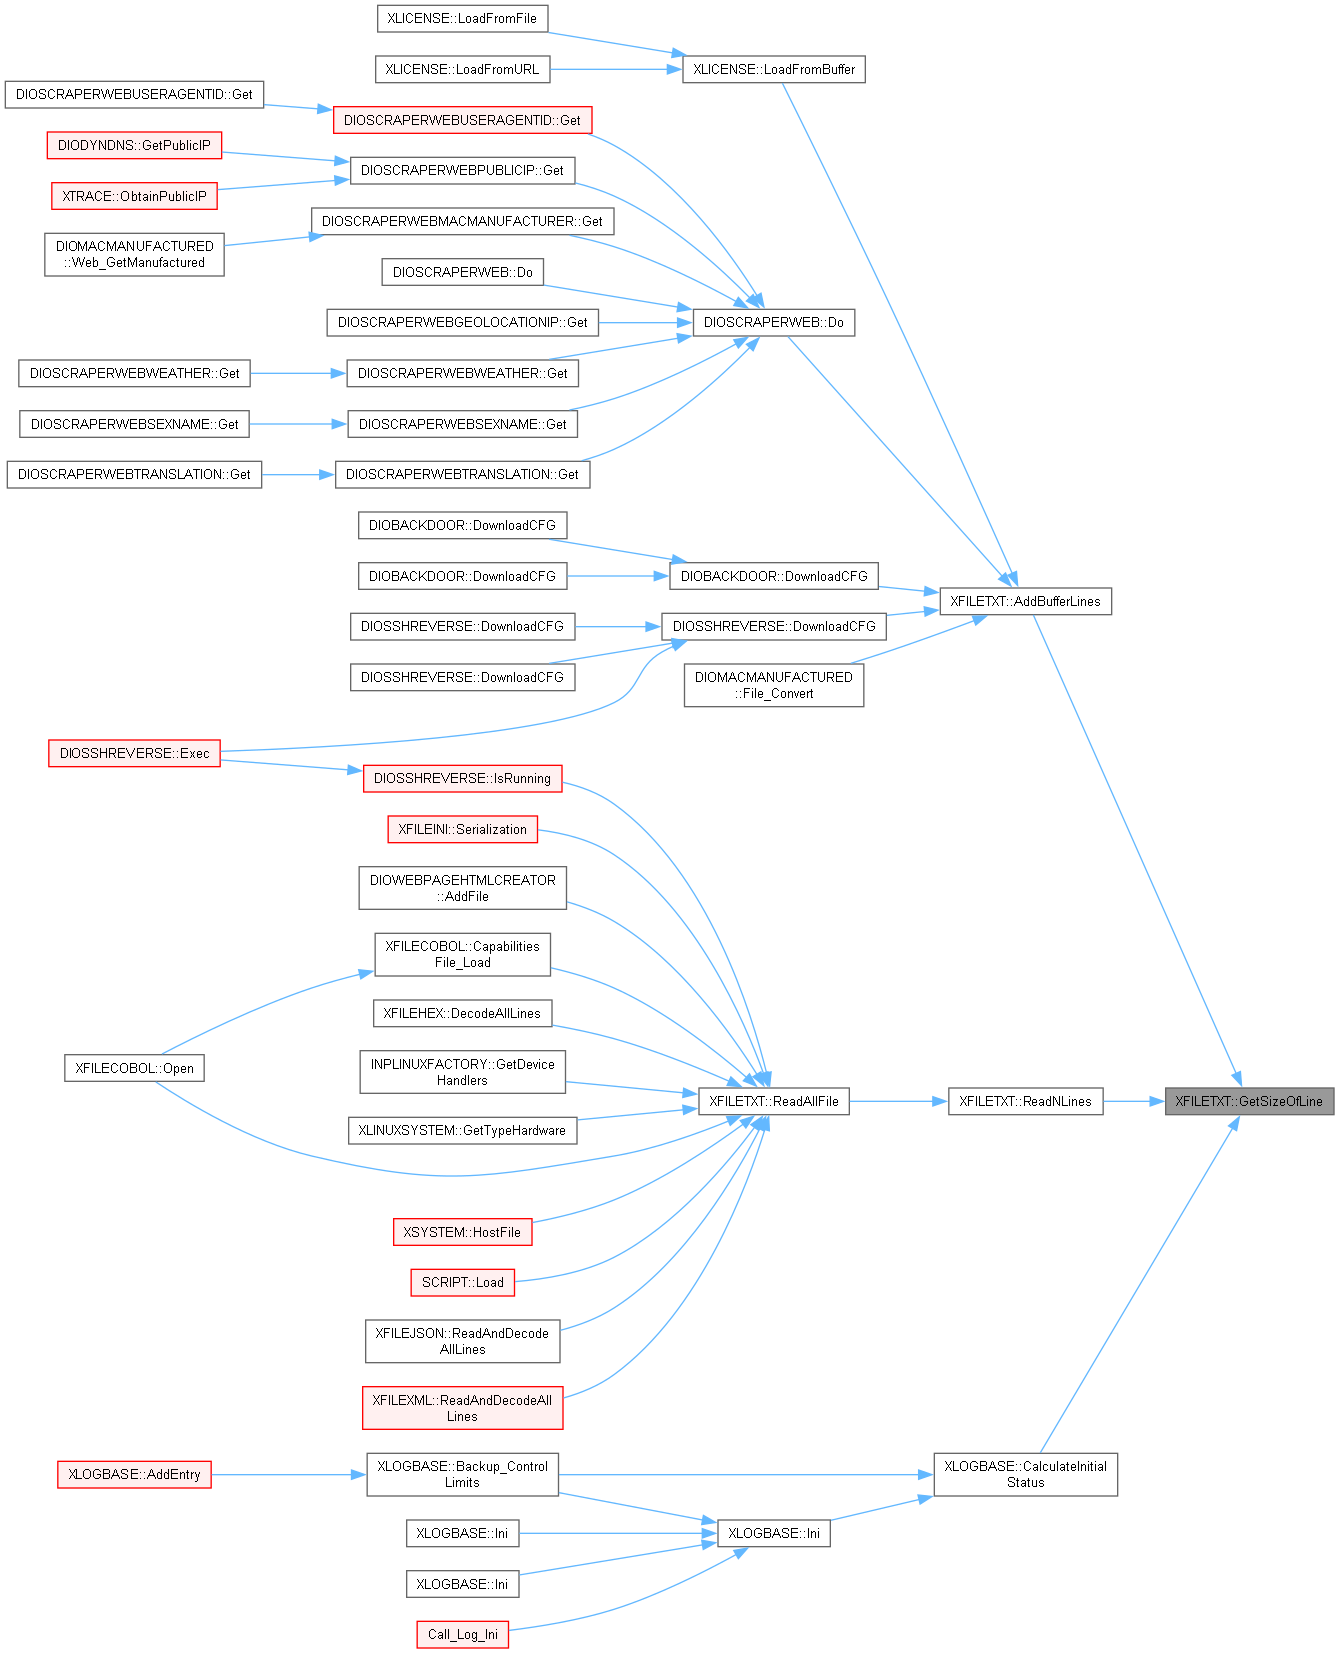 XLICENSE::LoadFromFile
XLICENSE::LoadFromURL
XLICENSE::LoadFromBuffer
DIOSCRAPERWEBUSERAGENTID::Get
DIOSCRAPERWEBUSERAGENTID::Get
DIODYNDNS::GetPublicIP
DIOSCRAPERWEBPUBLICIP::Get
XTRACE::ObtainPublicIP
DIOSCRAPERWEBMACMANUFACTURER::Get
DIOMACMANUFACTURED
::Web_GetManufactured
DIOSCRAPERWEB::Do
DIOSCRAPERWEBGEOLOCATIONIP::Get
DIOSCRAPERWEB::Do
DIOSCRAPERWEBWEATHER::Get
DIOSCRAPERWEBWEATHER::Get
DIOSCRAPERWEBSEXNAME::Get
DIOSCRAPERWEBSEXNAME::Get
DIOSCRAPERWEBTRANSLATION::Get
DIOSCRAPERWEBTRANSLATION::Get
DIOBACKDOOR::DownloadCFG
DIOBACKDOOR::DownloadCFG
DIOBACKDOOR::DownloadCFG
XFILETXT::AddBufferLines
DIOSSHREVERSE::DownloadCFG
DIOSSHREVERSE::DownloadCFG
DIOSSHREVERSE::DownloadCFG
DIOMACMANUFACTURED
::File_Convert
DIOSSHREVERSE::Exec
DIOSSHREVERSE::IsRunning
XFILEINI::Serialization
DIOWEBPAGEHTMLCREATOR
::AddFile
XFILECOBOL::Capabilities
File_Load
XFILEHEX::DecodeAllLines
XFILECOBOL::Open
INPLINUXFACTORY::GetDevice
Handlers
XFILETXT::ReadAllFile
XFILETXT::ReadNLines
XFILETXT::GetSizeOfLine
XLINUXSYSTEM::GetTypeHardware
XSYSTEM::HostFile
SCRIPT::Load
XFILEJSON::ReadAndDecode
AllLines
XFILEXML::ReadAndDecodeAll
Lines
XLOGBASE::AddEntry
XLOGBASE::Backup_Control
Limits
XLOGBASE::CalculateInitial
Status
XLOGBASE::Ini
XLOGBASE::Ini
XLOGBASE::Ini
Call_Log_Ini